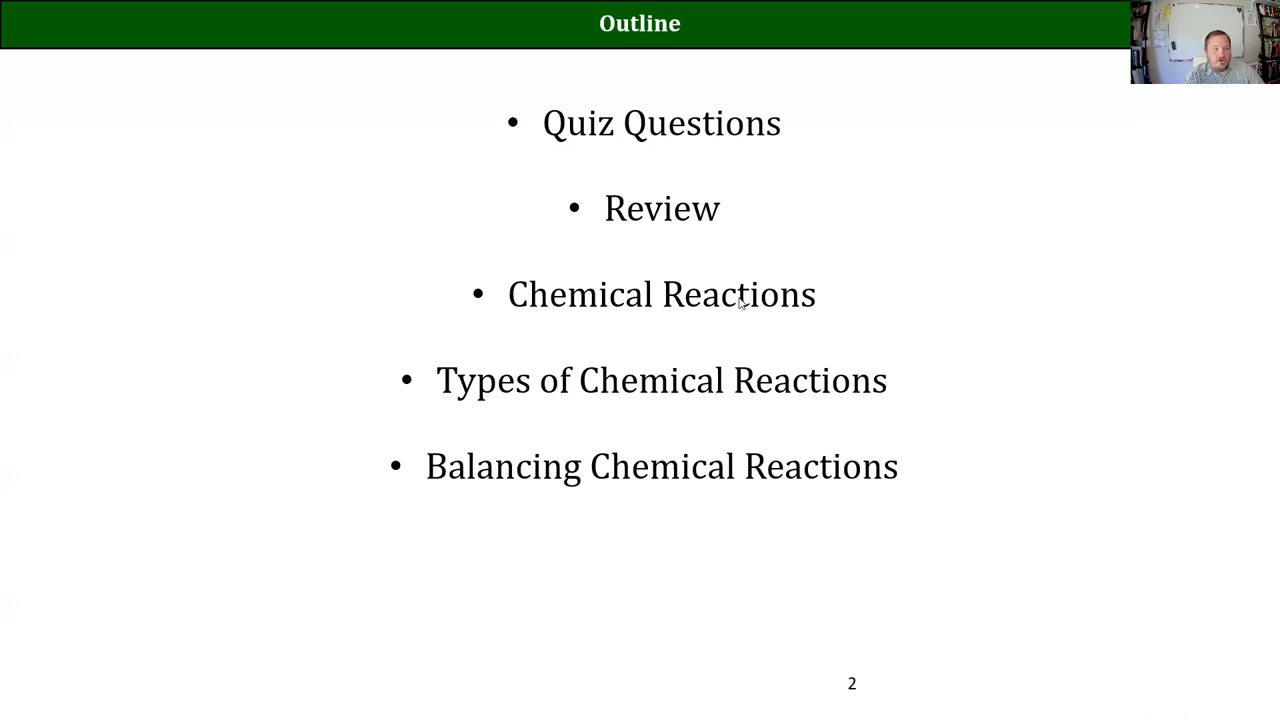 Outline
• Quiz Questions
• Review
• Chemical Reactions
• Types of Chemical Reactions
• Balancing Chemical Reactions
2